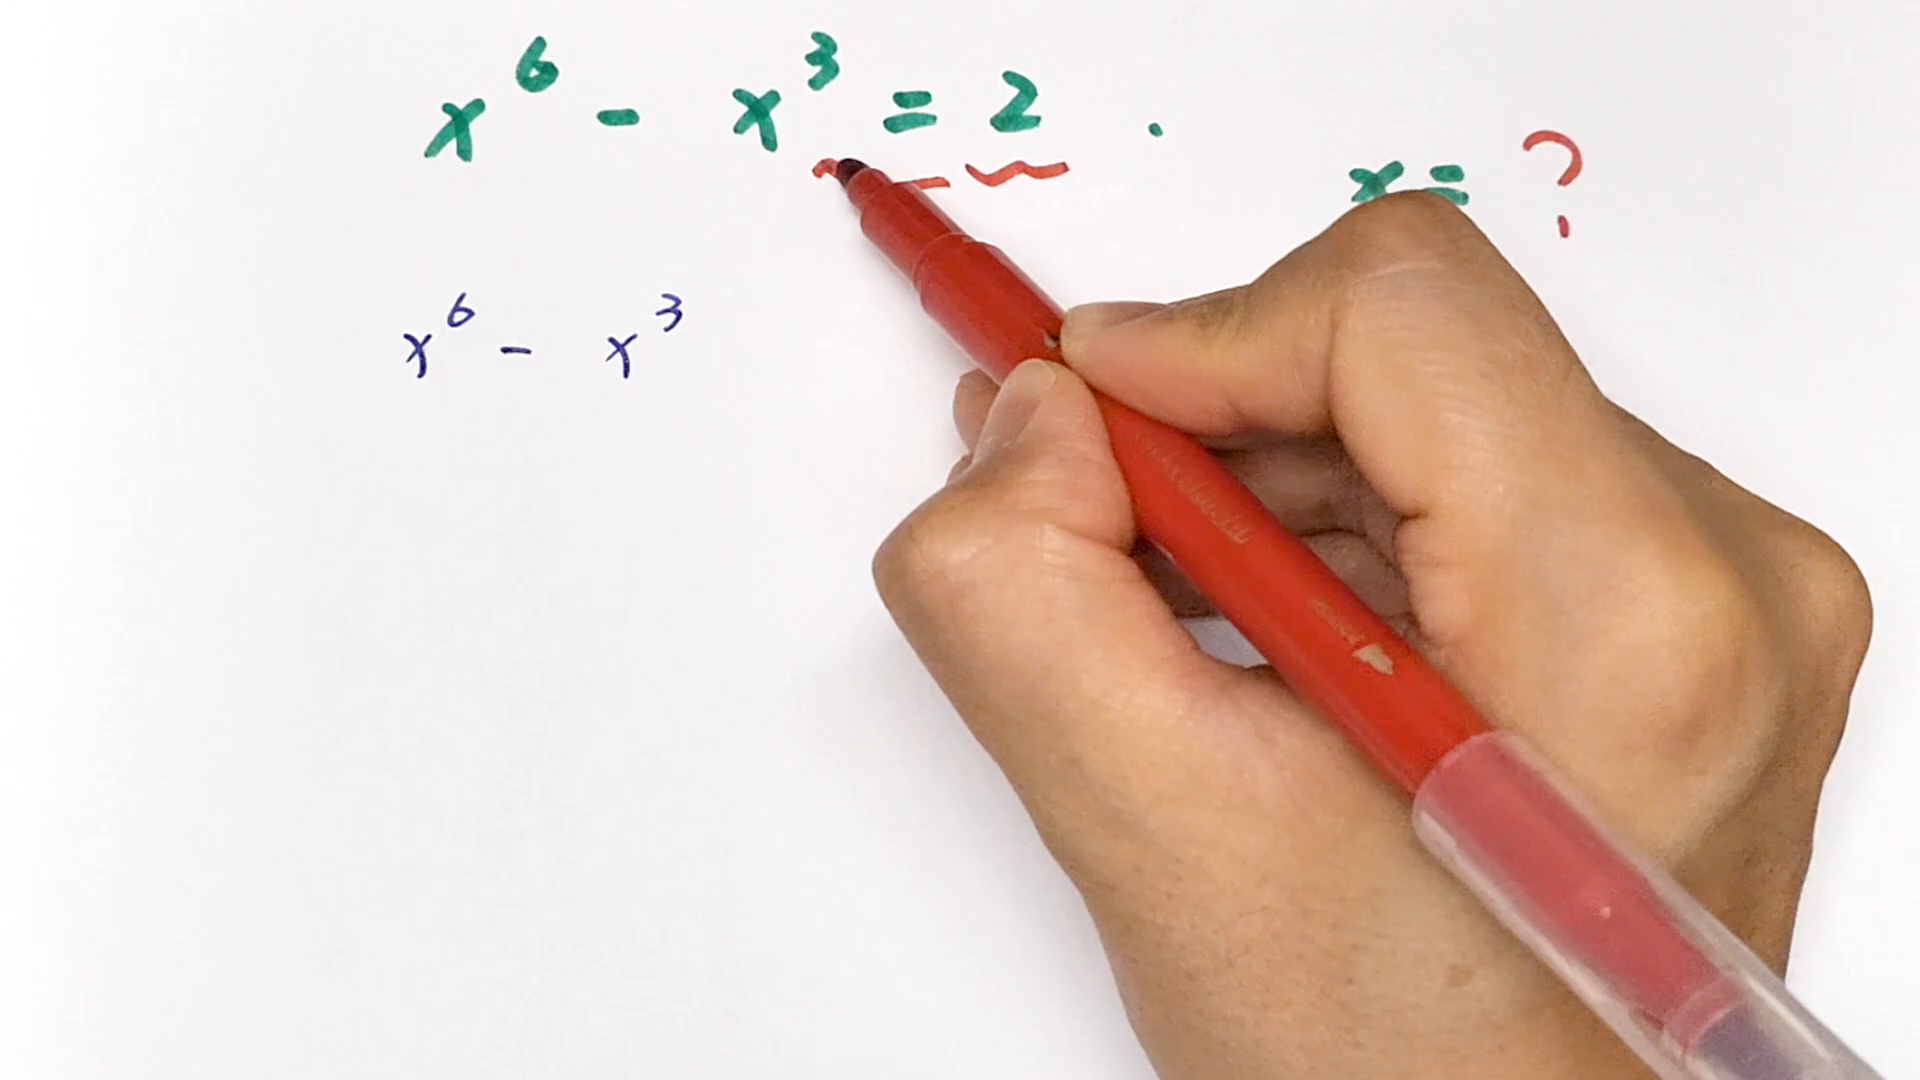 x⁶ - x³ = 2 .
x = ?
x⁶ - x³